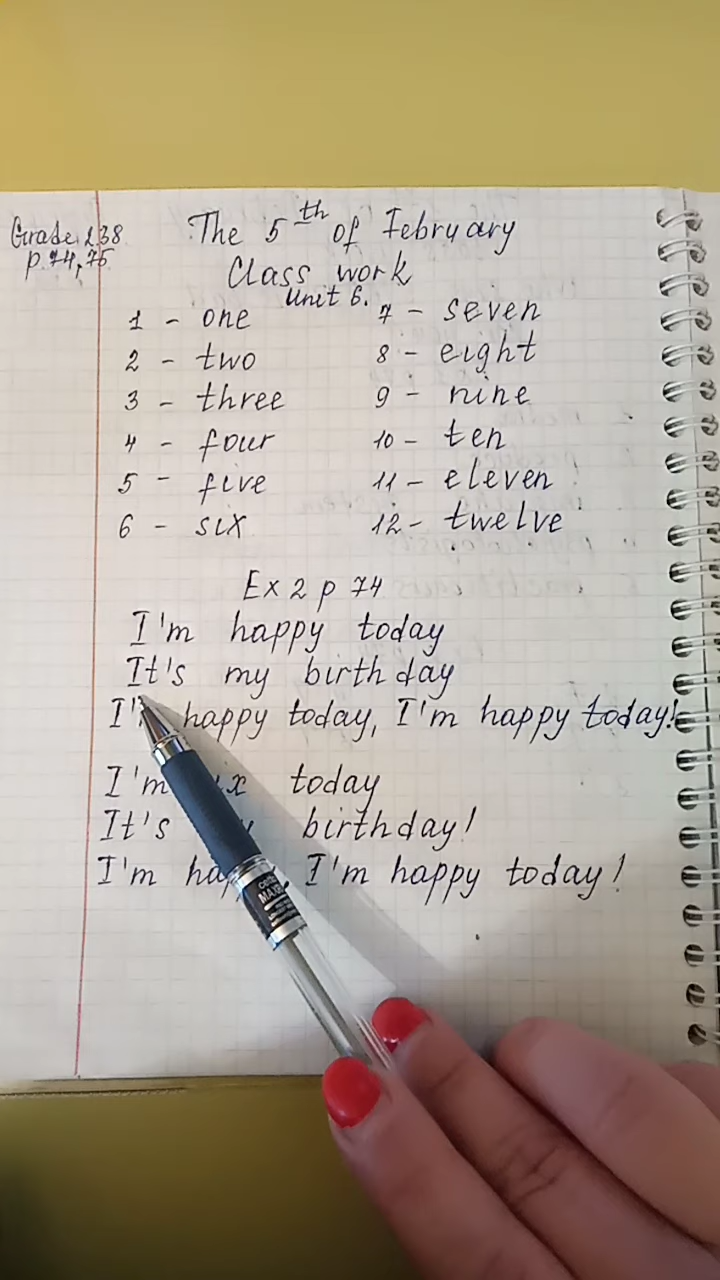 Grade 2 38
p. 74, 75
The 5th of February
Class work
Unit 6.
1 - one
2 - two
3 - three
4 - four
5 - five
6 - six
7 - seven
8 - eight
9 - nine
10 - ten
11 - eleven
12 - twelve
Ex 2 p 74
I'm happy today
It's my birthday
happy today, I'm happy today!
I'm today
It's birthday!
I'm I'm happy today!